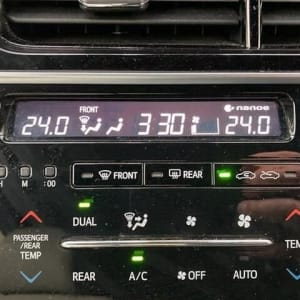 FRONT nanoe
24.0 3:30 24.0
H M :00 FRONT REAR
DUAL
PASSENGER
/REAR
TEMP
TEM
REAR A/C OFF AUTO